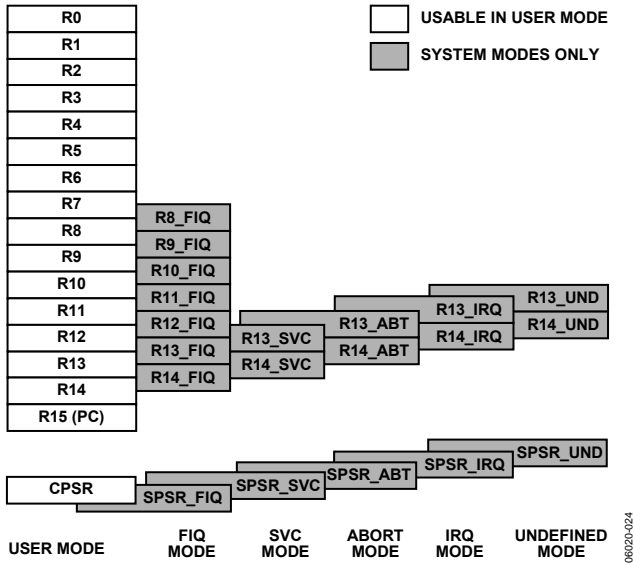 R0
R1
R2
R3
R4
R5
R6
R7
R8
R9
R10
R11
R12
R13
R14
R15 (PC)
USABLE IN USER MODE
SYSTEM MODES ONLY
R8_FIQ
R9_FIQ
R10_FIQ
R11_FIQ
R12_FIQ
R13_FIQ
R14_FIQ
R13_SVC
R14_SVC
R13_ABT
R14_ABT
R13_IRQ
R14_IRQ
R13_UND
R14_UND
CPSR
SPSR_FIQ
SPSR_SVC
SPSR_ABT
SPSR_IRQ
SPSR_UND
USER MODE
FIQ
MODE
SVC
MODE
ABORT
MODE
IRQ
MODE
UNDEFINED
MODE
06020-024